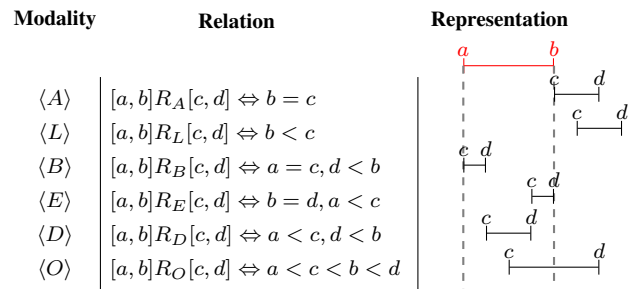 Modality Relation Representation
a b
⟨A⟩ [a, b]R_A[c, d] ⇔ b = c c d
⟨L⟩ [a, b]R_L[c, d] ⇔ b < c c d
⟨B⟩ [a, b]R_B[c, d] ⇔ a = c, d < b c d
⟨E⟩ [a, b]R_E[c, d] ⇔ b = d, a < c c d
⟨D⟩ [a, b]R_D[c, d] ⇔ a < c, d < b c d
⟨O⟩ [a, b]R_O[c, d] ⇔ a < c < b < d c d